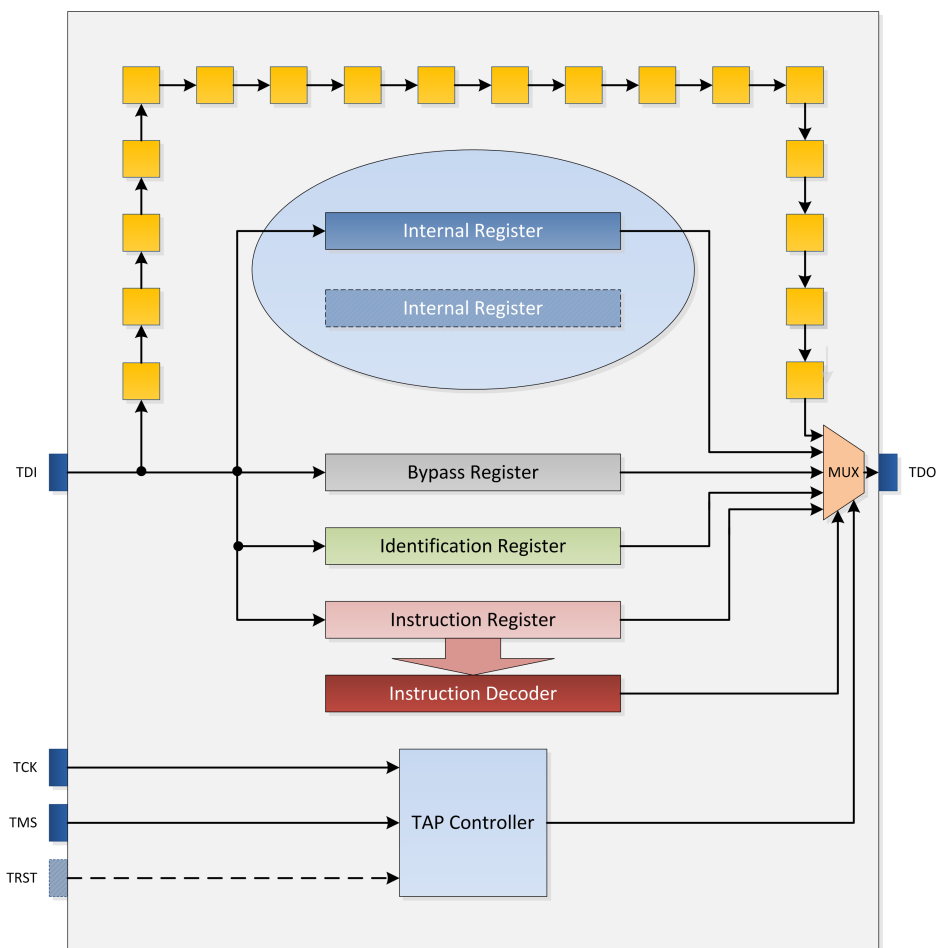 Internal Register
Internal Register
TDI
Bypass Register
MUX
TDO
Identification Register
Instruction Register
Instruction Decoder
TCK
TMS
TAP Controller
TRST